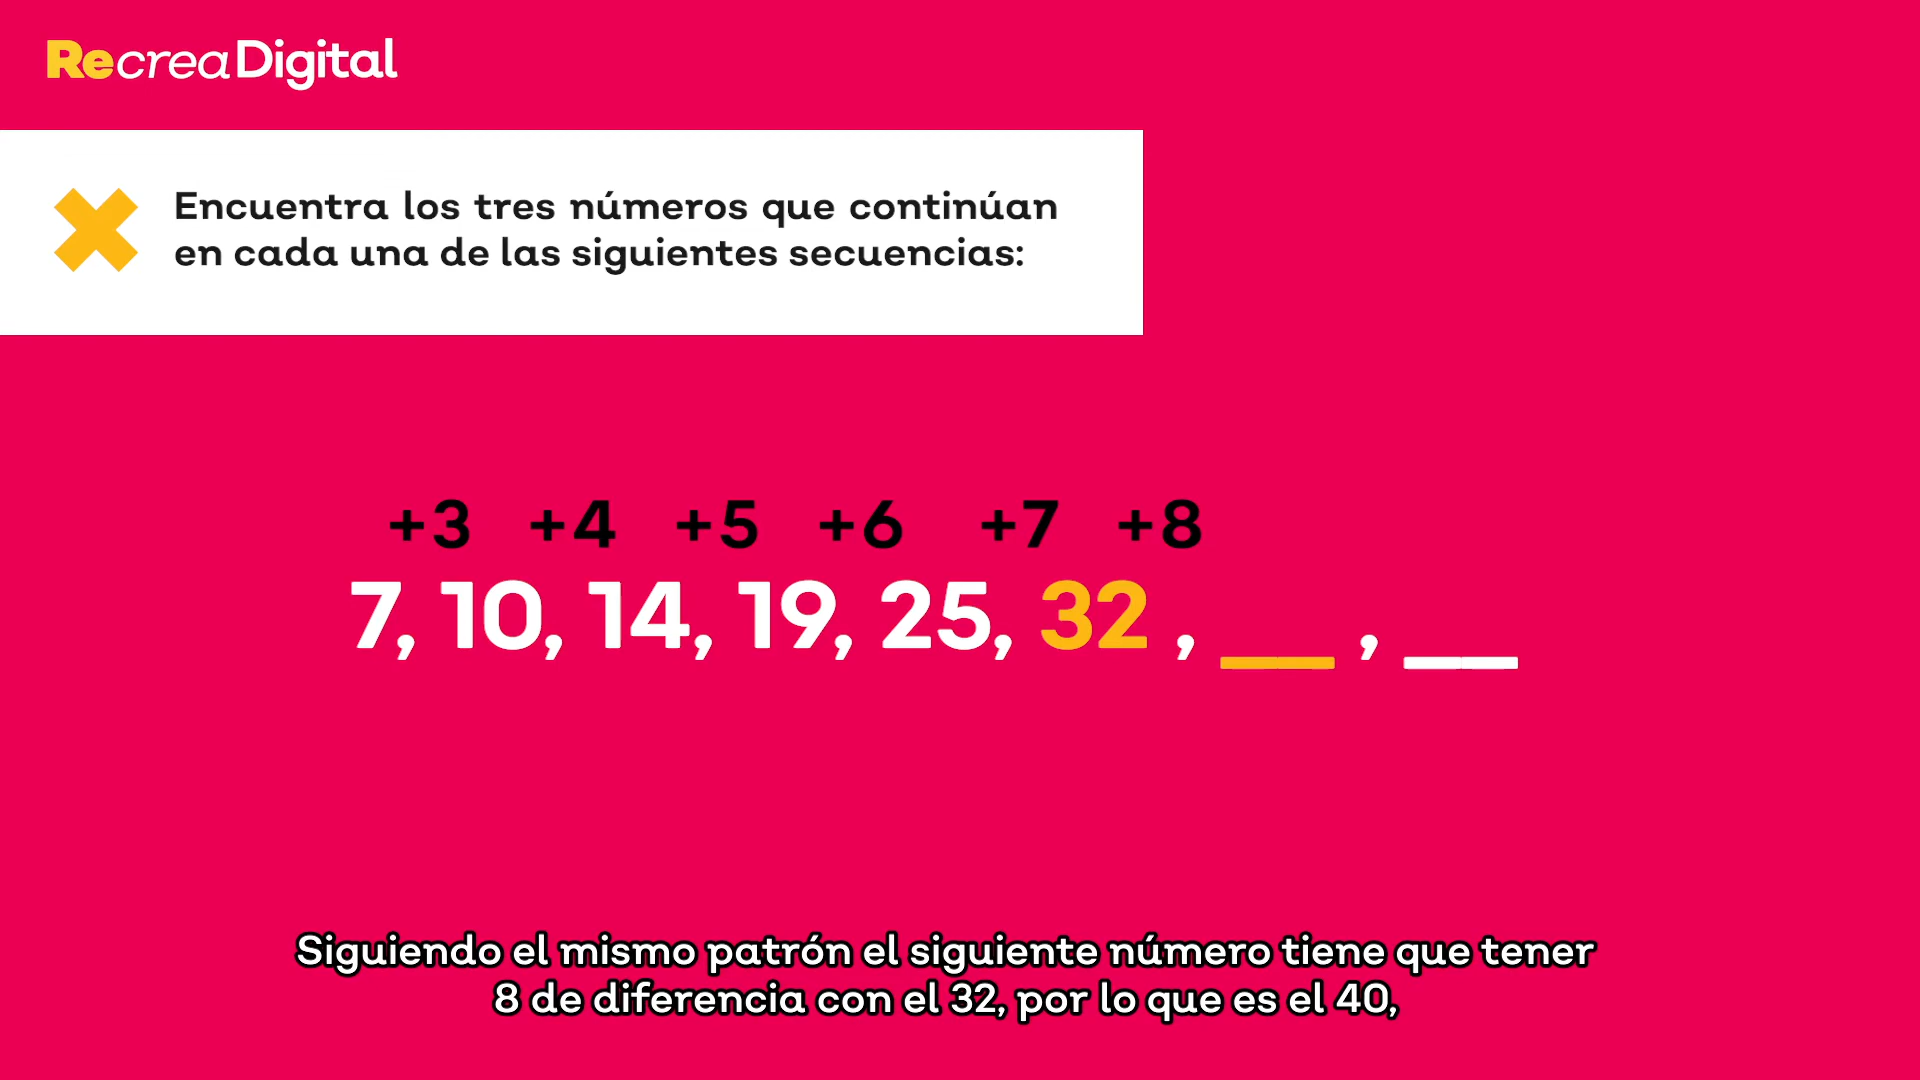 RecreaDigital
Encuentra los tres números que continúan
en cada una de las siguientes secuencias:
+3 +4 +5 +6 +7 +8
7, 10, 14, 19, 25, 32 , __ , __
Siguiendo el mismo patrón el siguiente número tiene que tener
8 de diferencia con el 32, por lo que es el 40,